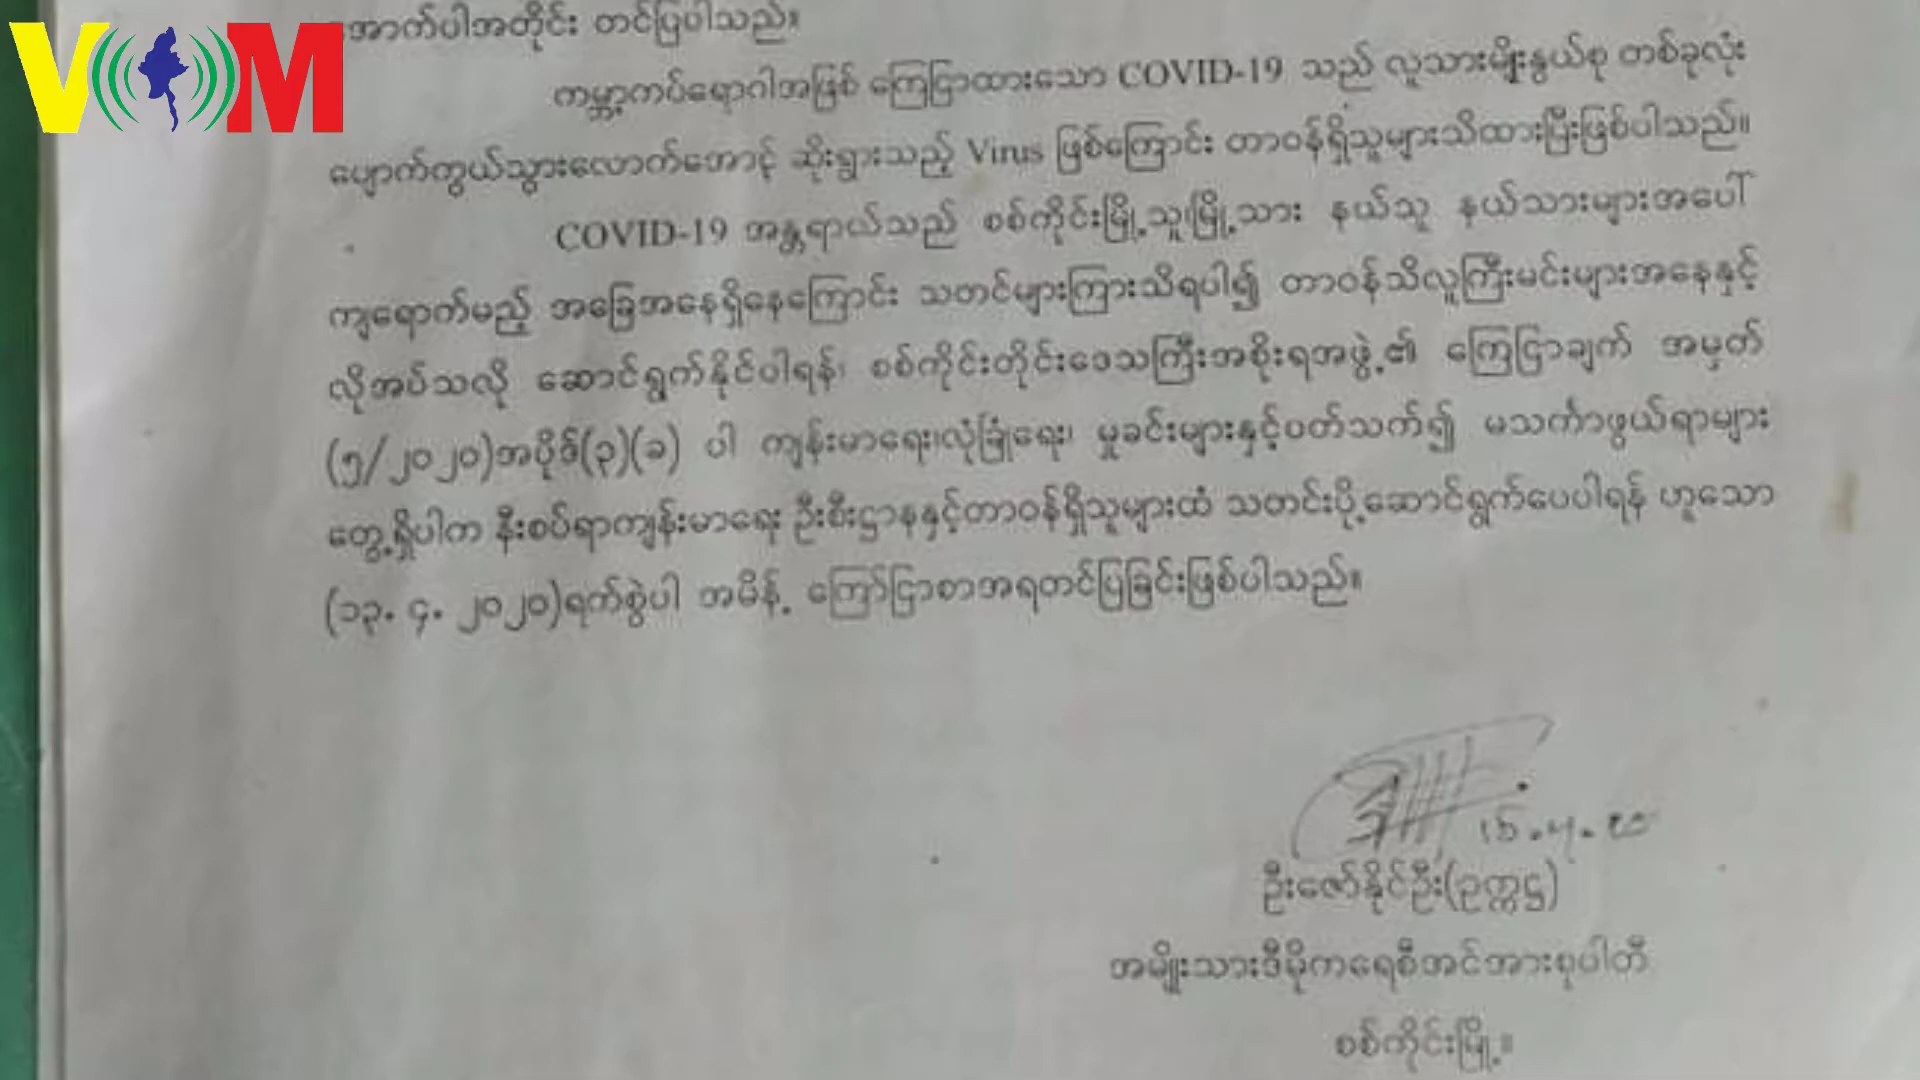 VOM
အောက်ပါအတိုင်း တင်ပြပါသည်။
ကမ္ဘာ့ကပ်ရောဂါအဖြစ် ကြေငြာထားသော COVID-19 သည် လူသားမျိုးနွယ်စု တစ်ခုလုံး
ပျောက်ကွယ်သွားလောက်အောင့် ဆိုးရွားသည့် Virus ဖြစ်ကြောင်း တာဝန်ရှိသူများသိထားပြီးဖြစ်ပါသည်။
COVID-19 အန္တရာယ်သည် စစ်ကိုင်းမြို့သူ၊မြို့သား နယ်သူ နယ်သားများအပေါ်
ကျရောက်မည့် အခြေအနေရှိနေကြောင်း သတင်များကြားသိရပါ၍ တာဝန်သိလူကြီးမင်းများအနေနှင့်
လိုအပ်သလို ဆောင်ရွက်နိုင်ပါရန်၊ စစ်ကိုင်းတိုင်းဒေသကြီးအစိုးရအဖွဲ့၏ ကြေငြာချက် အမှတ်
(၅/၂၀၂၀)အပိုဒ်(၃)(ခ) ပါ ကျန်းမာရေး၊လုံခြုံရေး၊ မှုခင်းများနှင့်ပတ်သက်၍ မသင်္ကာဖွယ်ရာများ
တွေ့ရှိပါက နီးစပ်ရာကျန်းမာရေး ဦးစီးဌာနနှင့်တာဝန်ရှိသူများထံ သတင်းပို့ဆောင်ရွက်ပေပါရန် ဟူသော
(၁၃. ၄. ၂၀၂၀)ရက်စွဲပါ အမိန့် ကြော်ငြာစာအရတင်ပြခြင်းဖြစ်ပါသည်။
ဦးဇော်နိုင်ဦး(ဥက္ကဋ္ဌ)
အမျိုးသားဒီမိုကရေစီအင်အားစုပါတီ
စစ်ကိုင်းမြို့။